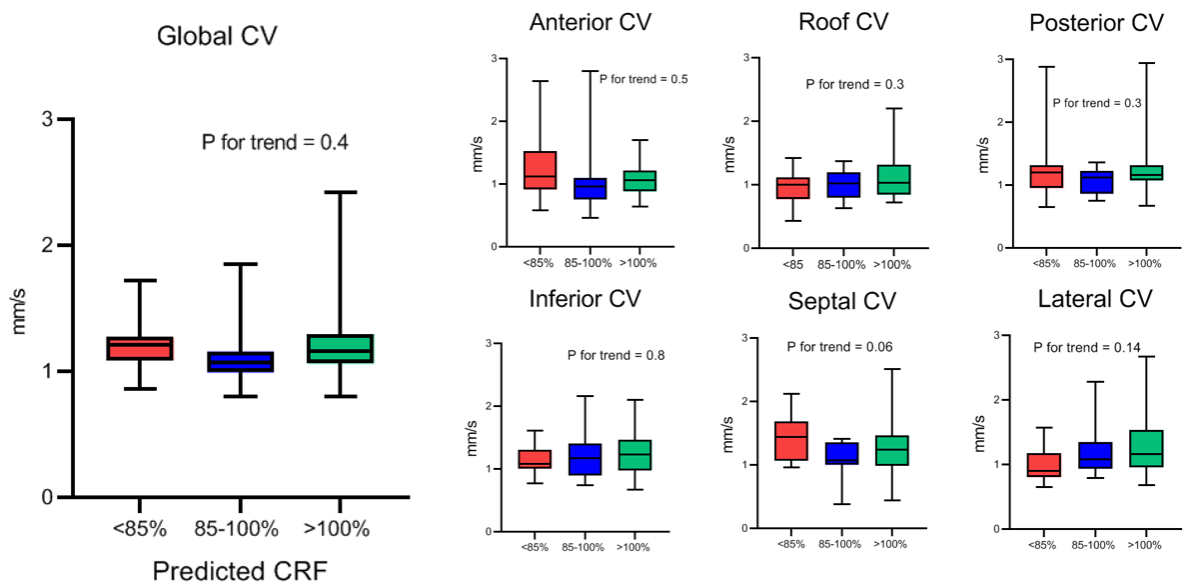 Global CV
P for trend = 0.4
3
2
1
0
mm/s
<85%
85-100%
>100%
Predicted CRF
Anterior CV
P for trend = 0.5
3
2
1
0
mm/s
<85%
85-100%
>100%
Roof CV
P for trend = 0.3
3
2
1
0
mm/s
<85
85-100%
>100%
Posterior CV
P for trend = 0.3
3
2
1
0
mm/s
<85%
85-100%
>100%
Inferior CV
P for trend = 0.8
3
2
1
0
mm/s
<85%
85-100%
>100%
Septal CV
P for trend = 0.06
3
2
1
0
mm/s
<85%
85-100%
>100%
Lateral CV
P for trend = 0.14
3
2
1
0
mm/s
<85%
85-100%
>100%